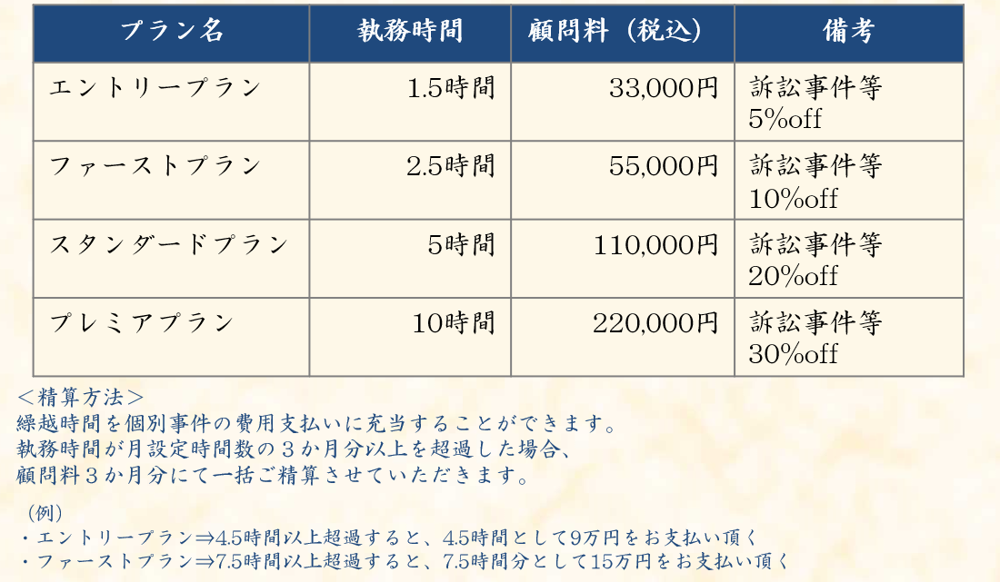 プラン名 執務時間 顧問料（税込） 備考
エントリープラン 1.5時間 33,000円 訴訟事件等
5%off
ファーストプラン 2.5時間 55,000円 訴訟事件等
10%off
スタンダードプラン 5時間 110,000円 訴訟事件等
20%off
プレミアプラン 10時間 220,000円 訴訟事件等
30%off
＜精算方法＞
繰越時間を個別事件の費用支払いに充当することができます。
執務時間が月設定時間数の３か月分以上を超過した場合、
顧問料３か月分にて一括ご精算させていただきます。
（例）
・エントリープラン⇒4.5時間以上超過すると、4.5時間として9万円をお支払い頂く
・ファーストプラン⇒7.5時間以上超過すると、7.5時間分として15万円をお支払い頂く